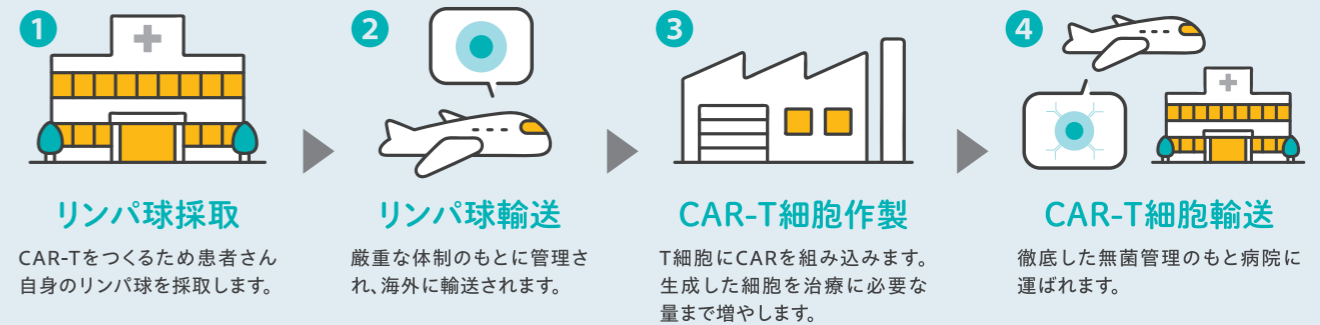 1
リンパ球採取
CAR-Tをつくるため患者さん
自身のリンパ球を採取します。
2
リンパ球輸送
厳重な体制のもとに管理さ
れ、海外に輸送されます。
3
CAR-T細胞作製
T細胞にCARを組み込みます。
生成した細胞を治療に必要な
量まで増やします。
4
CAR-T細胞輸送
徹底した無菌管理のもと病院に
運ばれます。